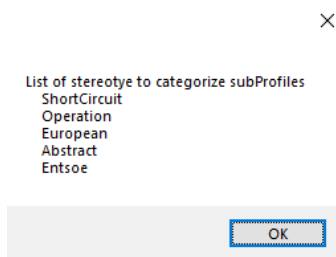 List of stereotye to categorize subProfiles
ShortCircuit
Operation
European
Abstract
Entsoe
OK